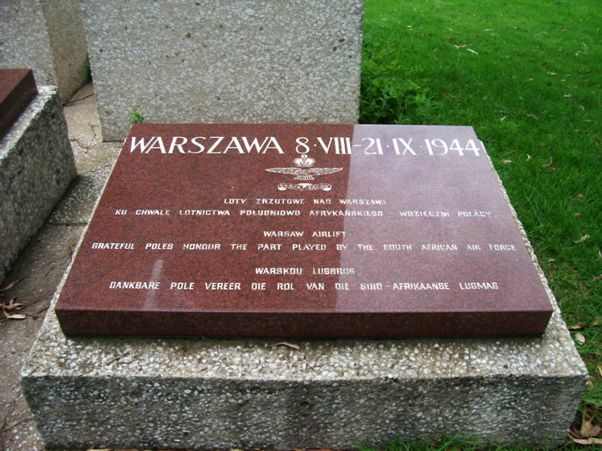 WARSZAWA 8·VIII-21·IX·1944
LOTY ZRZUTOWE NAD WARSZAWĄ
KU CHWALE LOTNICTWA POŁUDNIOWO AFRYKAŃSKIEGO WDZIĘCZNI POLACY
WARSAW AIRLIFT
GRATEFUL POLES HONOUR THE PART PLAYED BY THE SOUTH AFRICAN AIR FORCE
WARSKOU LUGBRUG
DANKBARE POLE VEREER DIE ROL VAN DIE SUID-AFRIKAANSE LUGMAG